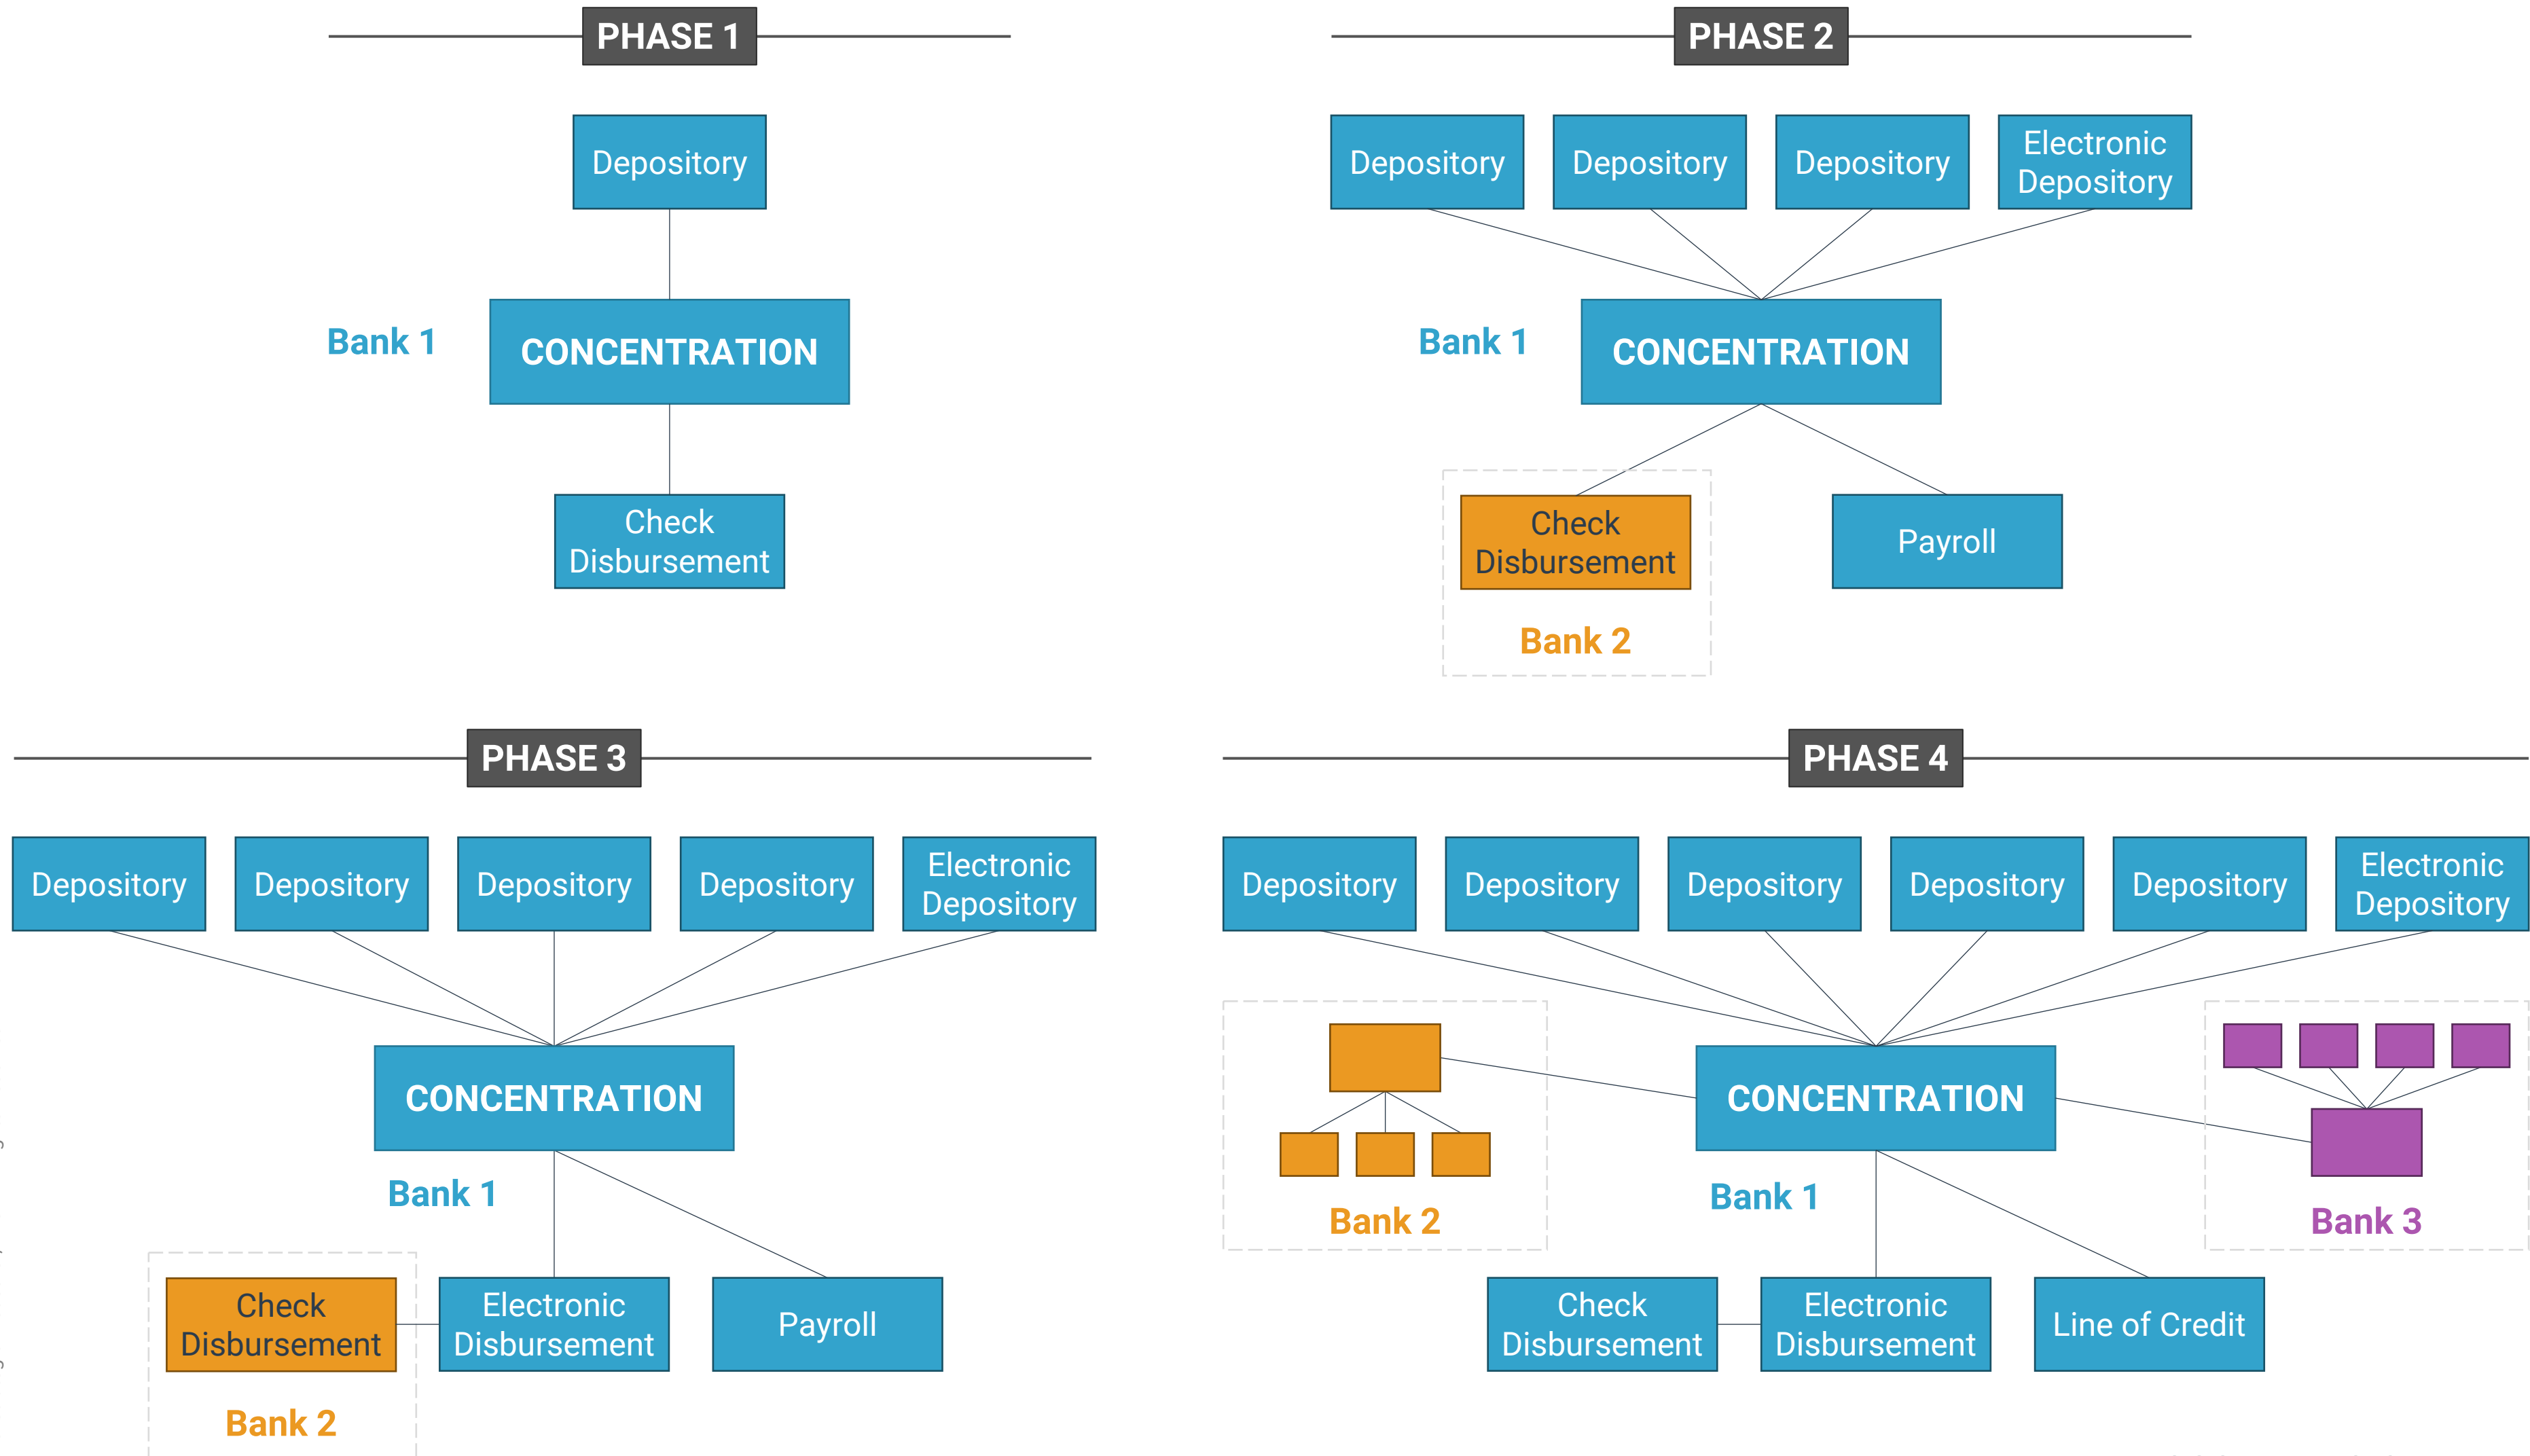 PHASE 1
Depository
Bank 1
CONCENTRATION
Check
Disbursement
PHASE 2
Depository
Depository
Depository
Electronic
Depository
Bank 1
CONCENTRATION
Check
Disbursement
Payroll
Bank 2
PHASE 3
Depository
Depository
Depository
Depository
Electronic
Depository
CONCENTRATION
Bank 1
Check
Disbursement
Electronic
Disbursement
Payroll
Bank 2
PHASE 4
Depository
Depository
Depository
Depository
Depository
Electronic
Depository
CONCENTRATION
Bank 2
Bank 1
Bank 3
Check
Disbursement
Electronic
Disbursement
Line of Credit